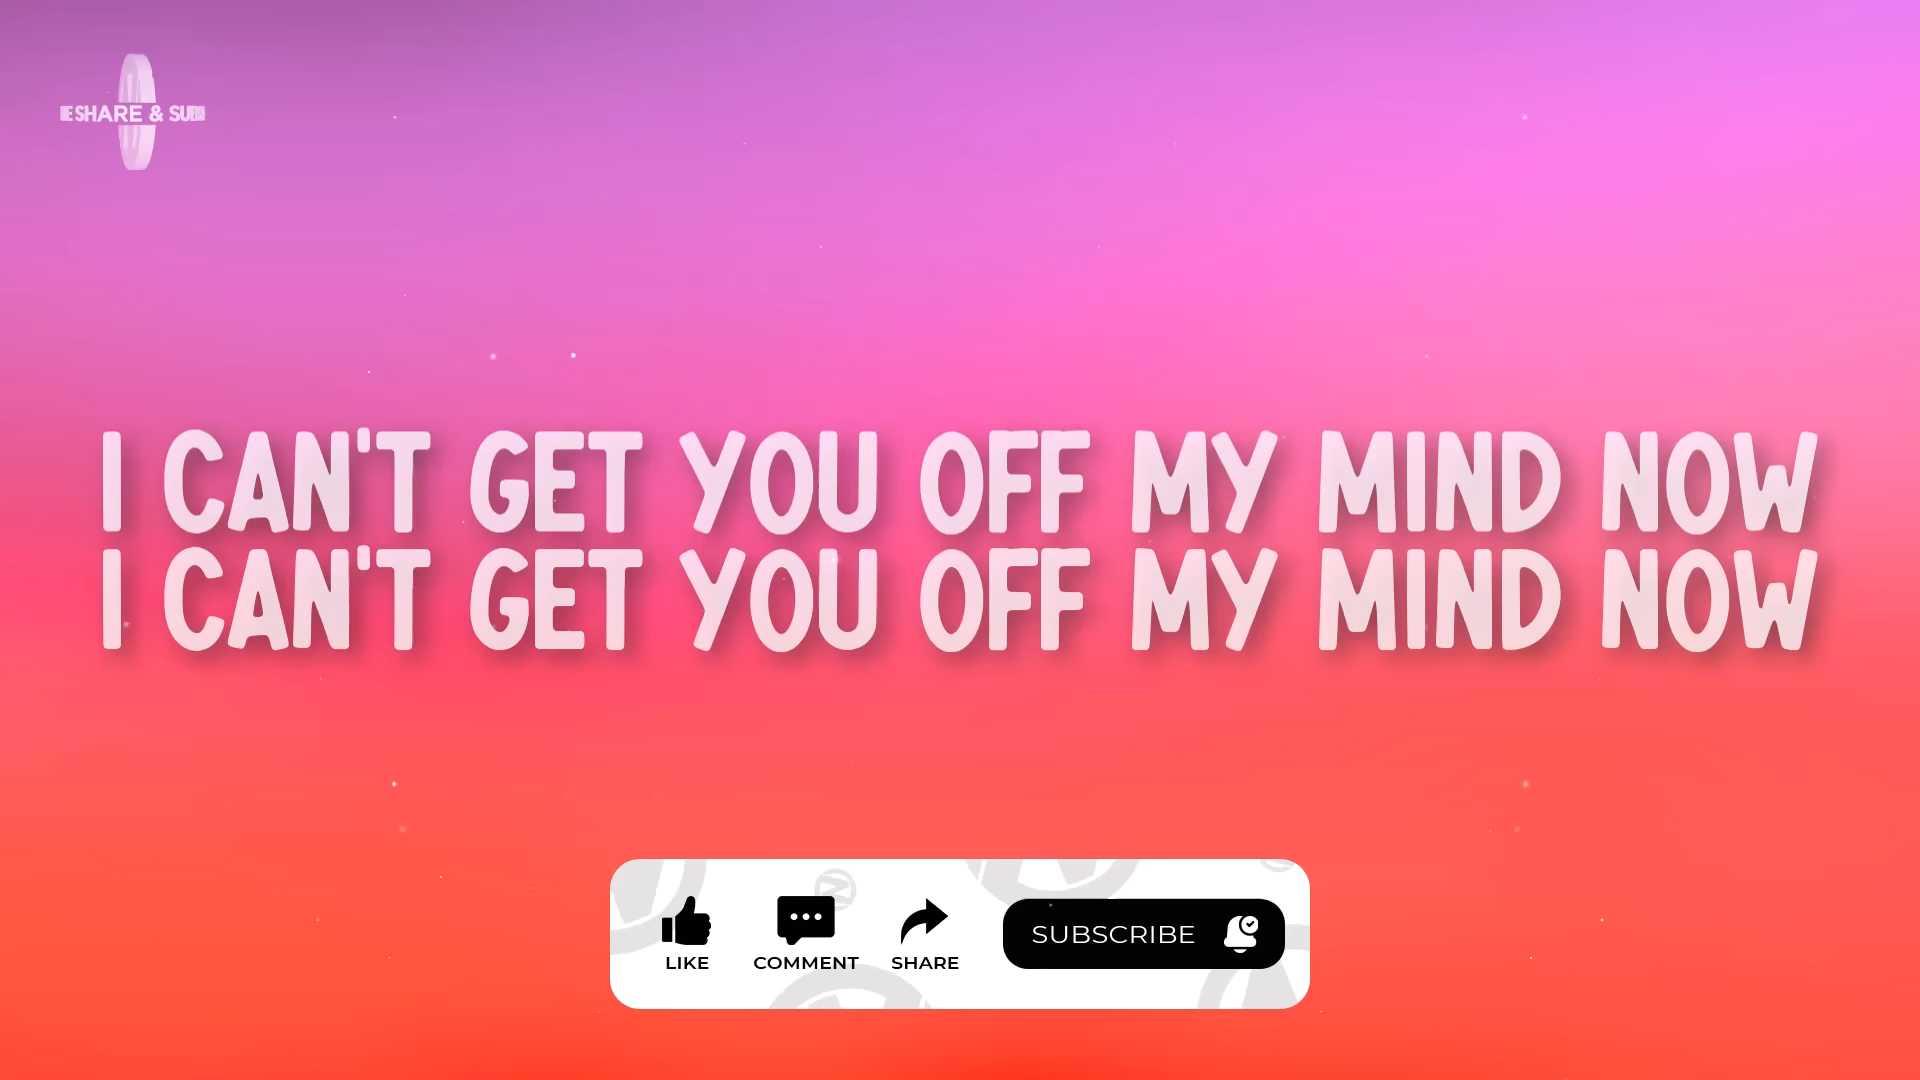 SHARE &
I CAN'T GET YOU OFF MY MIND NOW
I CAN'T GET YOU OFF MY MIND NOW
LIKE
COMMENT
SHARE
SUBSCRIBE